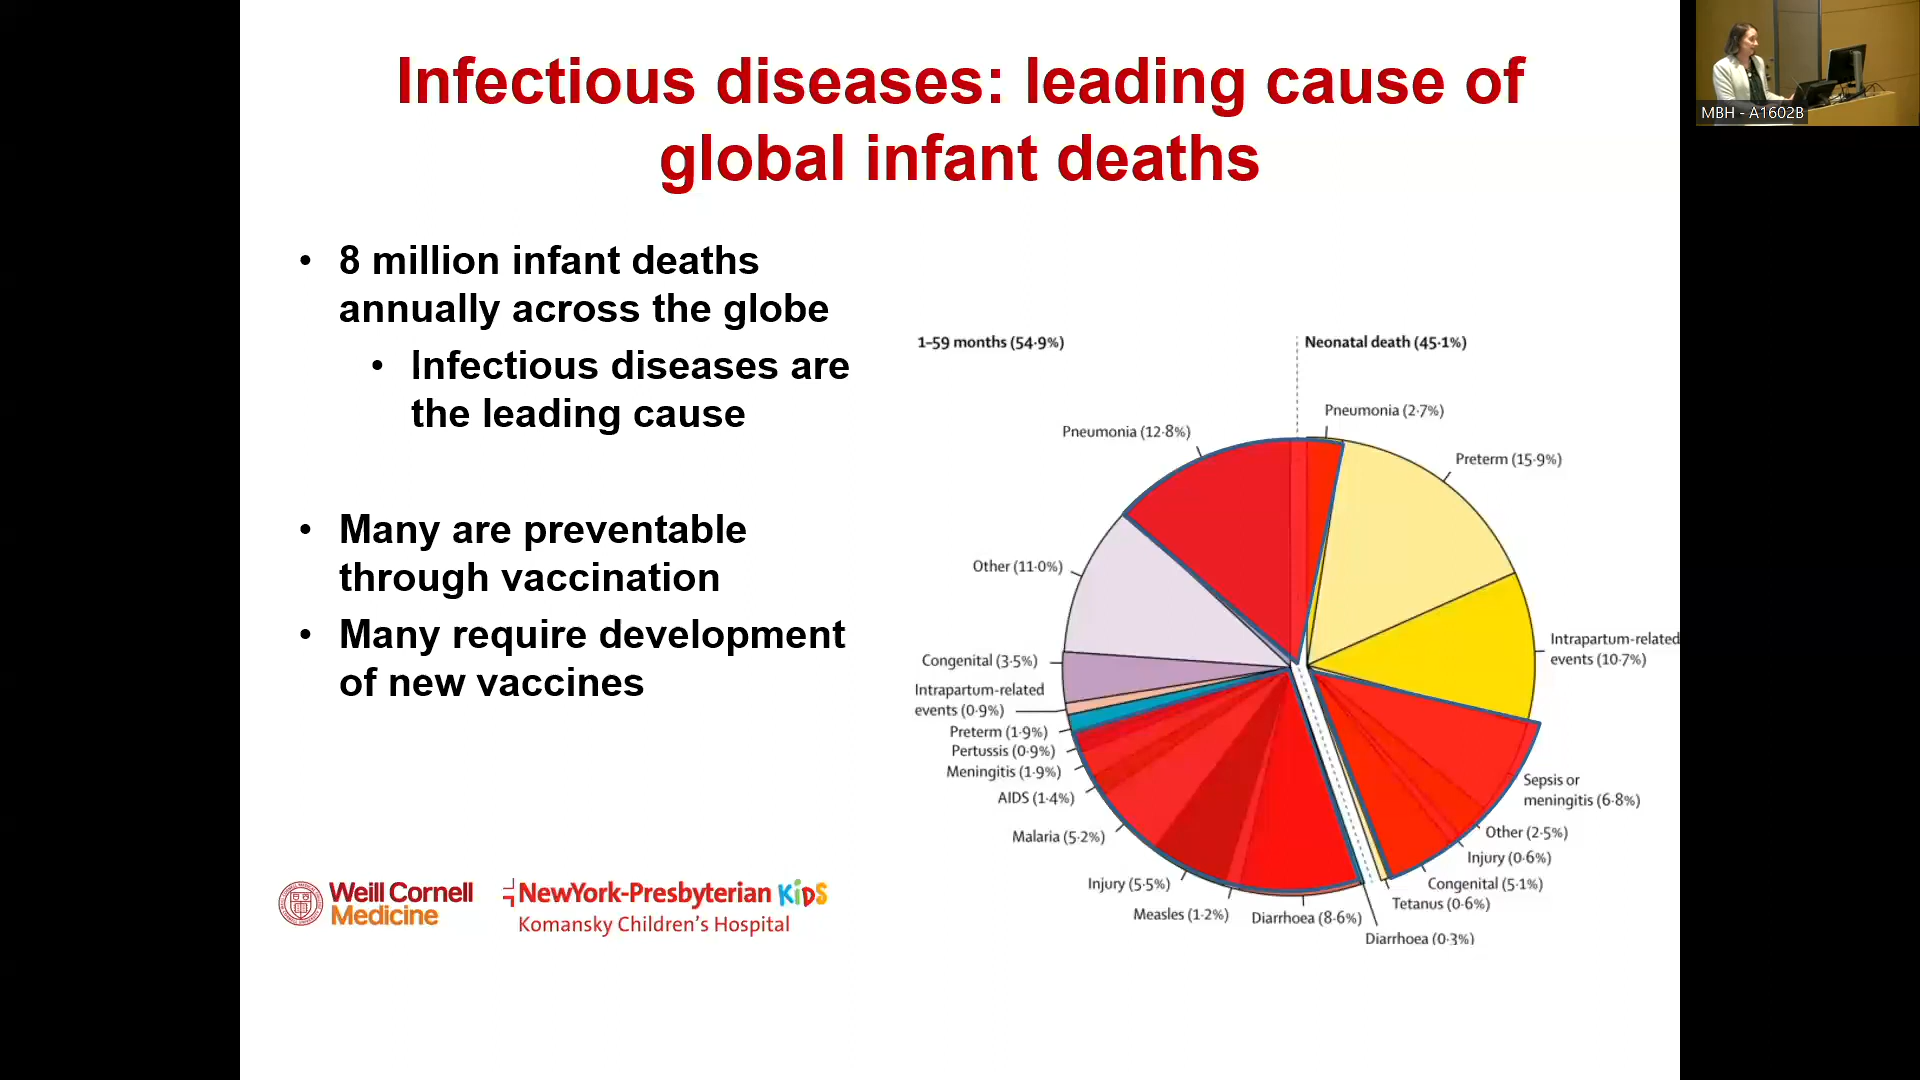 Infectious diseases: leading cause of
global infant deaths
• 8 million infant deaths
annually across the globe
• Infectious diseases are
the leading cause
• Many are preventable
through vaccination
• Many require development
of new vaccines
Weill Cornell
Medicine
NewYork-Presbyterian KiDS
Komansky Children's Hospital
1–59 months (54·9%)
Neonatal death (45·1%)
Pneumonia (2·7%)
Pneumonia (12·8%)
Preterm (15·9%)
Other (11·0%)
Intrapartum-related
events (10·7%)
Congenital (3·5%)
Intrapartum-related
events (0·9%)
Preterm (1·9%)
Pertussis (0·9%)
Meningitis (1·9%)
AIDS (1·4%)
Malaria (5·2%)
Injury (5·5%)
Measles (1·2%)
Diarrhoea (8·6%)
Diarrhoea (0·3%)
Tetanus (0·6%)
Congenital (5·1%)
Injury (0·6%)
Other (2·5%)
Sepsis or
meningitis (6·8%)
MBH - A1602B